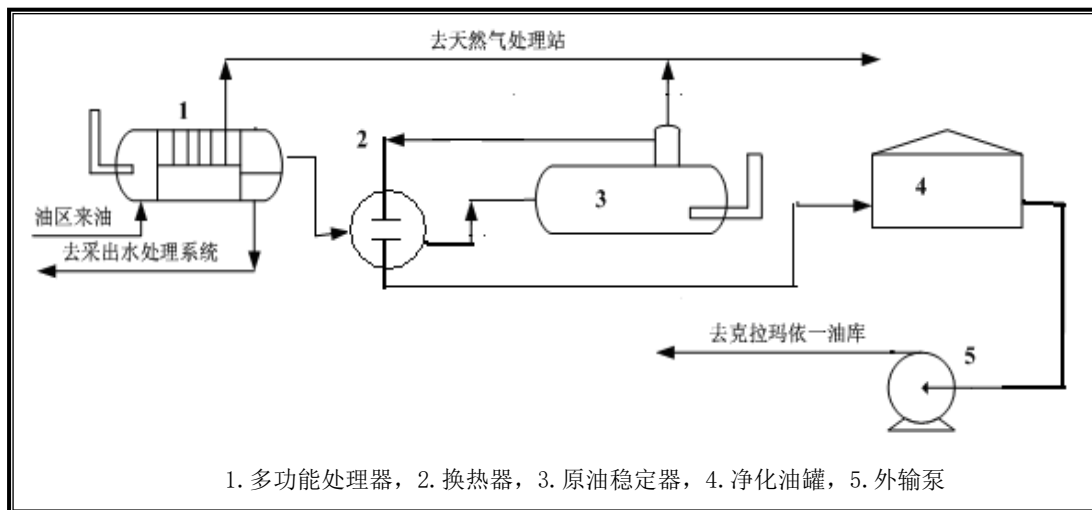 去天然气处理站
1
2
3
4
油区来油
去采出水处理系统
去克拉玛依一油库
5
1.多功能处理器，2.换热器，3.原油稳定器，4.净化油罐，5.外输泵